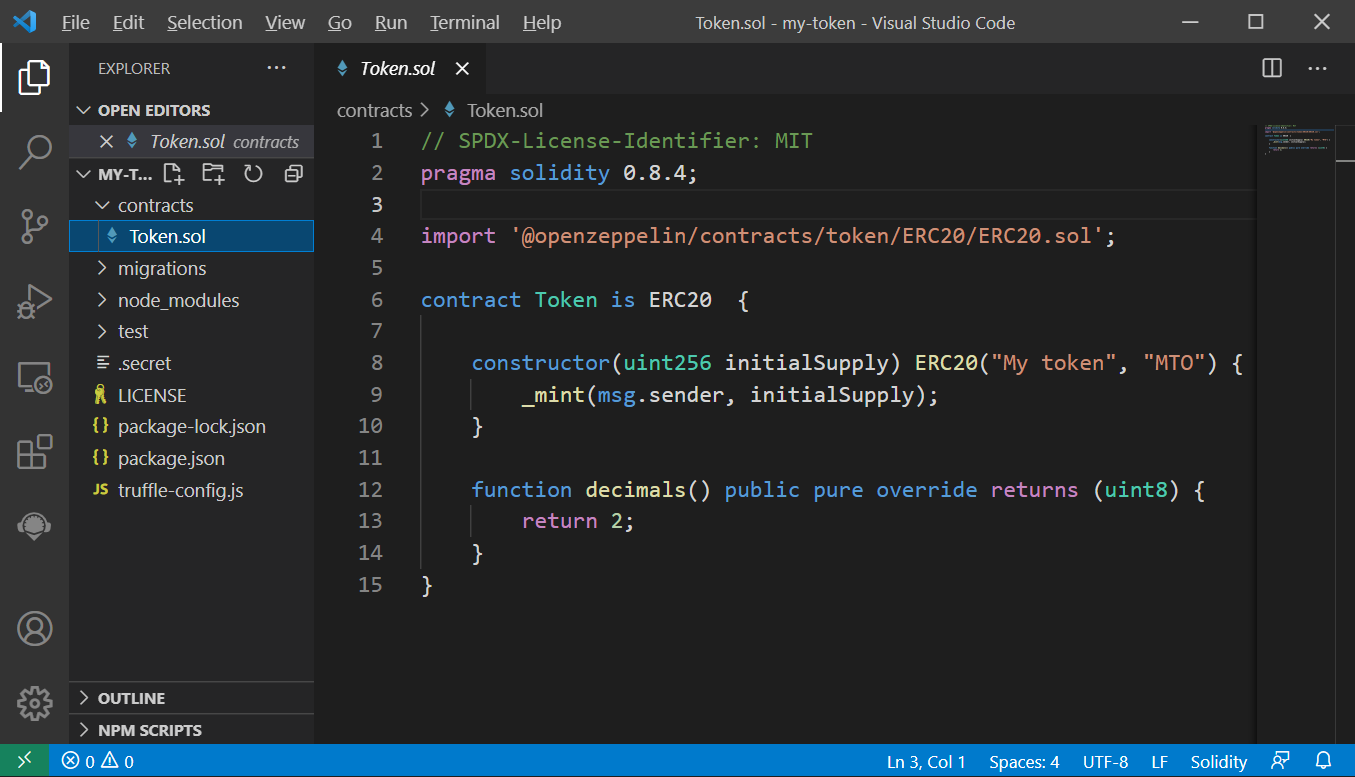 File Edit Selection View Go Run Terminal Help Token.sol - my-token - Visual Studio Code
EXPLORER
OPEN EDITORS
Token.sol contracts
MY-T...
contracts
Token.sol
migrations
node_modules
test
.secret
LICENSE
{} package-lock.json
{} package.json
JS truffle-config.js
OUTLINE
NPM SCRIPTS
Token.sol
contracts > Token.sol
1 // SPDX-License-Identifier: MIT
2 pragma solidity 0.8.4;
3
4 import '@openzeppelin/contracts/token/ERC20/ERC20.sol';
5
6 contract Token is ERC20  {
7
8     constructor(uint256 initialSupply) ERC20("My token", "MTO") {
9         _mint(msg.sender, initialSupply);
10     }
11
12     function decimals() public pure override returns (uint8) {
13         return 2;
14     }
15 }
0 0 Ln 3, Col 1 Spaces: 4 UTF-8 LF Solidity